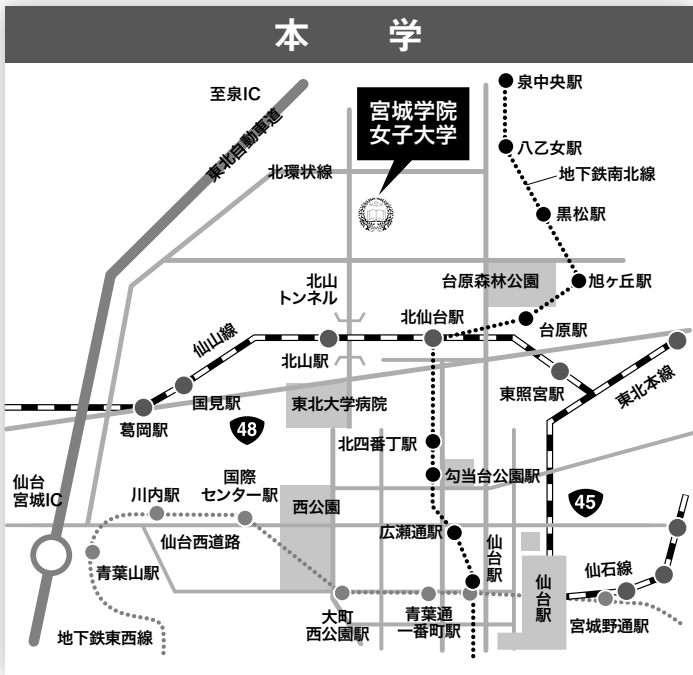 本　学
至泉IC
東北自動車道
北環状線
宮城学院
女子大学
泉中央駅
八乙女駅
地下鉄南北線
黒松駅
台原森林公園
旭ヶ丘駅
北山
トンネル
北仙台駅
台原駅
仙山線
北山駅
東照宮駅
東北本線
国見駅
葛岡駅
48
東北大学病院
北四番丁駅
勾当台公園駅
仙台
宮城IC
川内駅
国際
センター駅
西公園
45
仙台西道路
広瀬通駅
仙台駅
青葉山駅
仙台駅
仙石線
地下鉄東西線
大町
西公園駅
青葉通
一番町駅
宮城野通駅